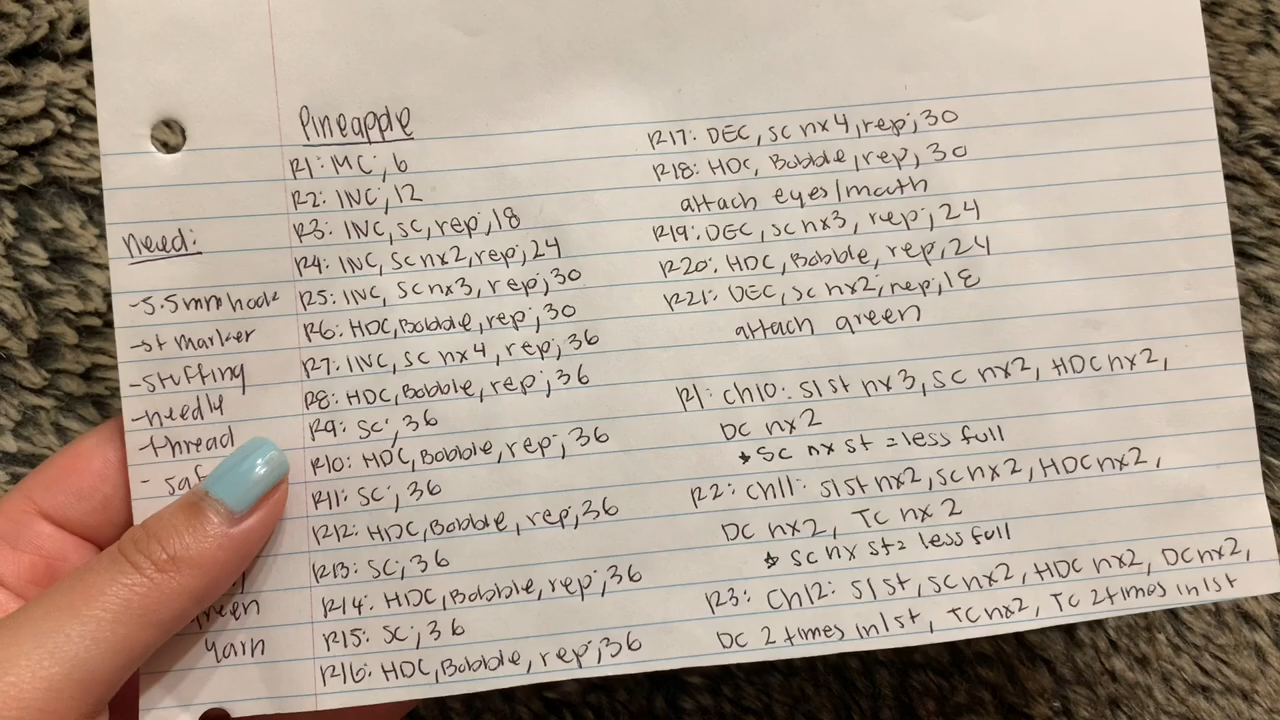 Pineapple
R1: MC; 6
R2: INC; 12
R3: INC, SC, rep; 18
R4: INC, SC nx2, rep; 24
R5: INC, SC nx3, rep; 30
R6: HDC, Bobble, rep; 30
R7: INC, SC nx4, rep; 36
R8: HDC, Bobble, rep; 36
R9: SC; 36
R10: HDC, Bobble, rep; 36
R11: SC; 36
R12: HDC, Bobble, rep; 36
R13: SC; 36
R14: HDC, Bobble, rep; 36
R15: SC; 36
R16: HDC, Bobble, rep; 36
need:
-5.5mm hook
-st marker
-stuffing
-needle
-thread
- saf
green
yarn
R17: DEC, SC nx4, rep; 30
R18: HDC, Bobble, rep; 30
attach eyes/mouth
R19: DEC, SC nx3, rep; 24
R20: HDC, Bobble, rep, 24
R21: DEC, SC nx2, rep; 18
attach green
R1: Ch10: Sl st nx3, SC nx2, HDC nx2,
DC nx2
* SC nx st = less full
R2: Ch11: Sl st nx2, SC nx2, HDC nx2,
DC nx2, TC nx2
* SC nx st = less full
R3: Ch12: Sl st, SC nx2, HDC nx2, DC nx2,
DC 2 times in 1 st, TC nx2, TC 2 times in 1 st